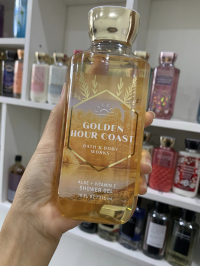 GOLDEN
HOUR COAST
BATH & BODY
WORKS
ALOE + VITAMIN E
SHOWER GEL